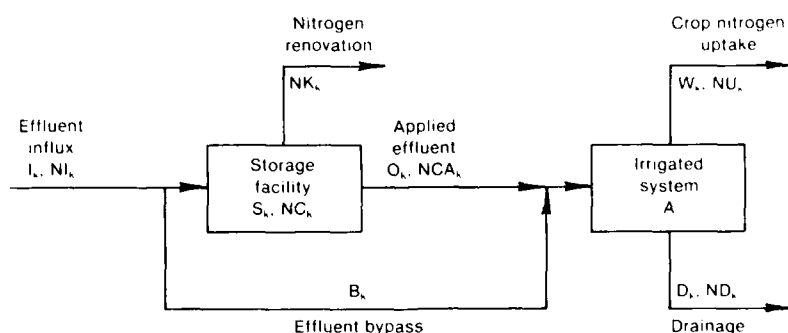 Nitrogen
renovation
NKₖ
Crop nitrogen
uptake
Wₖ, NUₖ
Effluent
influx
Iₖ, NIₖ
Storage
facility
Sₖ, NCₖ
Applied
effluent
Oₖ, NCAₖ
Irrigated
system
A
Bₖ
Effluent bypass
Dₖ, NDₖ
Drainage